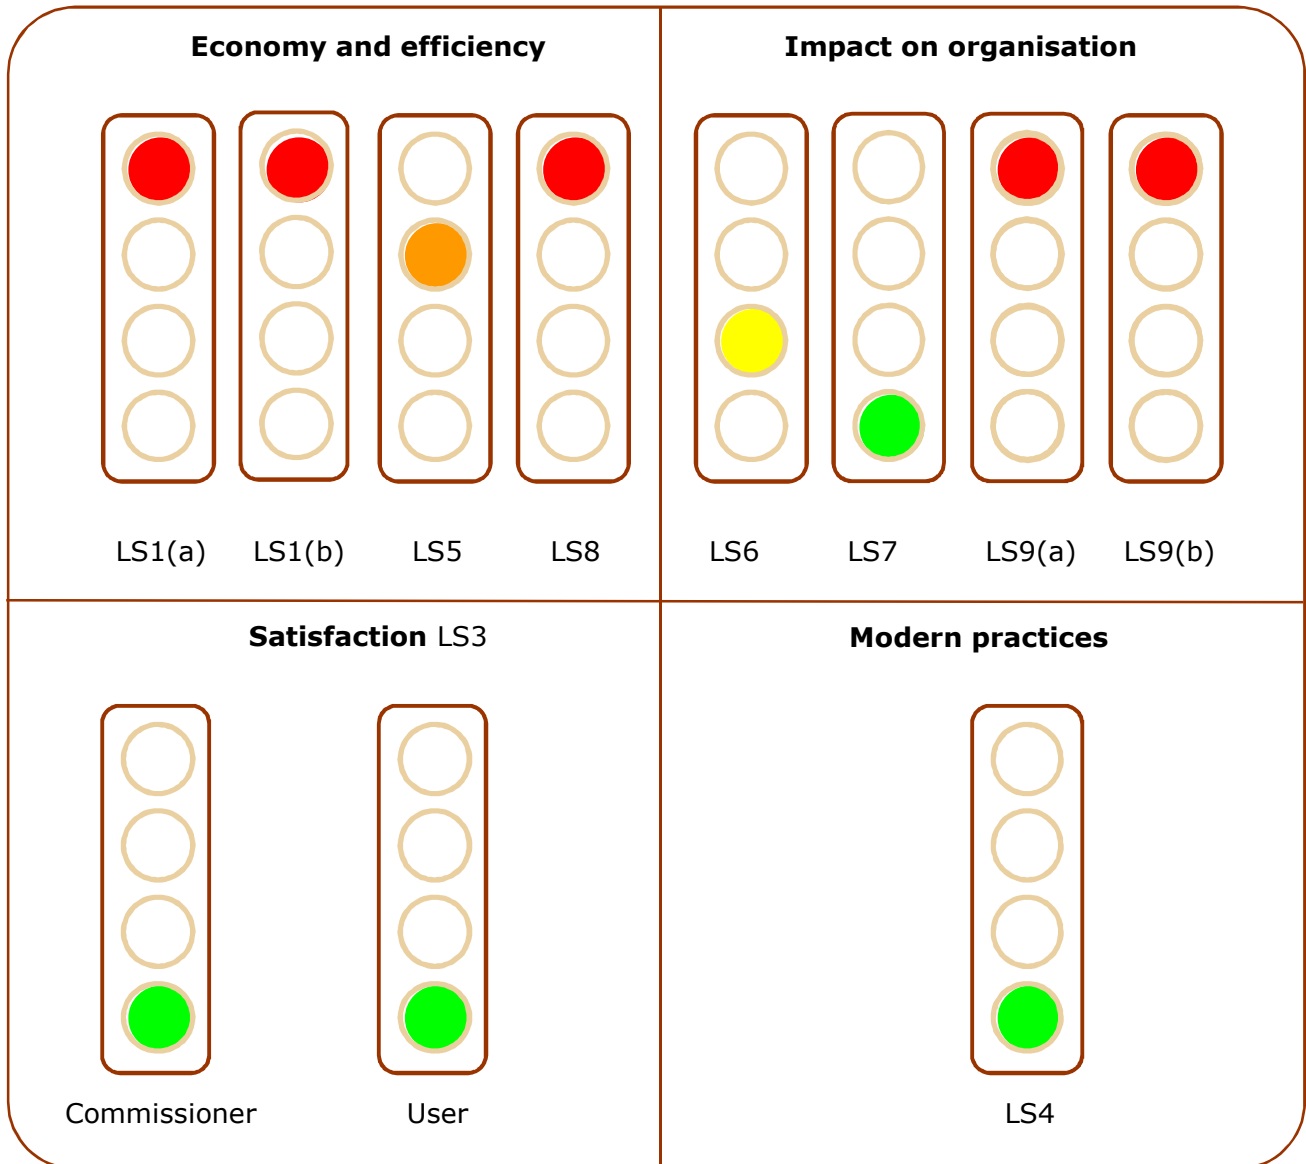 Economy and efficiency
Impact on organisation
LS1(a) LS1(b) LS5 LS8
LS6 LS7 LS9(a) LS9(b)
Satisfaction LS3
Modern practices
Commissioner User
LS4